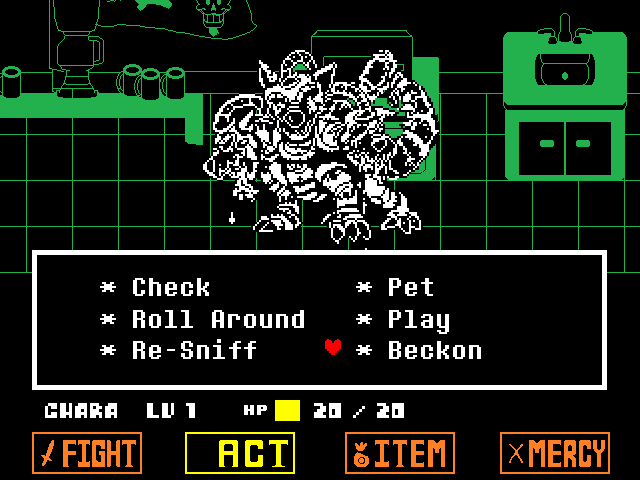 * Check * Pet
* Roll Around * Play
* Re-Sniff * Beckon
CHARA LV 1 HP 20 / 20
FIGHT ACT ITEM MERCY